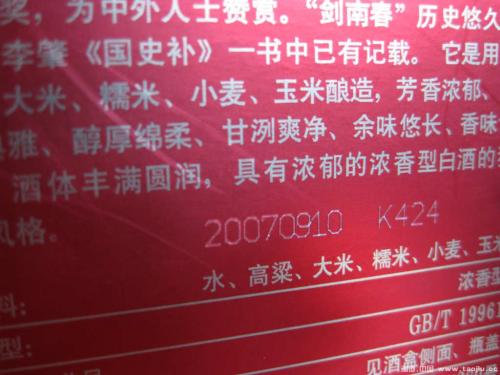 奖，为中外人士赞赏。“剑南春”历史悠久
李肇《国史补》一书中已有记载。它是用
大米、糯米、小麦、玉米酿造，芳香浓郁、
雅、醇厚绵柔、甘洌爽净、余味悠长、香味
酒体丰满圆润，具有浓郁的浓香型白酒的
风格。
20070910 K424
水、高粱、大米、糯米、小麦、玉
料：
浓香
型：
GB/T 19961
见酒盒侧面、瓶盖
www.taojiu.cc